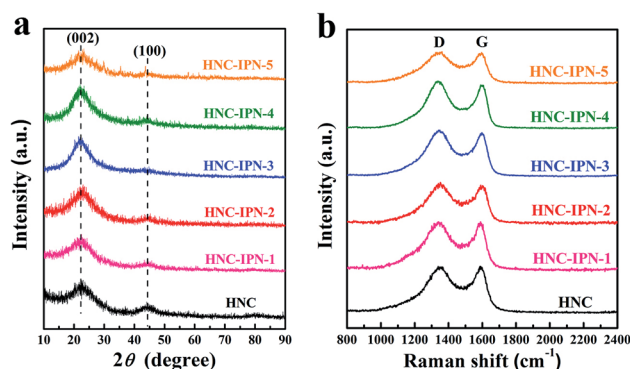 a
(002)
(100)
HNC-IPN-5
HNC-IPN-4
HNC-IPN-3
HNC-IPN-2
HNC-IPN-1
HNC
Intensity (a.u.)
10 20 30 40 50 60 70 80 90
2θ (degree)
b
D G
HNC-IPN-5
HNC-IPN-4
HNC-IPN-3
HNC-IPN-2
HNC-IPN-1
HNC
Intensity (a.u.)
800 1000 1200 1400 1600 1800 2000 2200 2400
Raman shift (cm⁻¹)